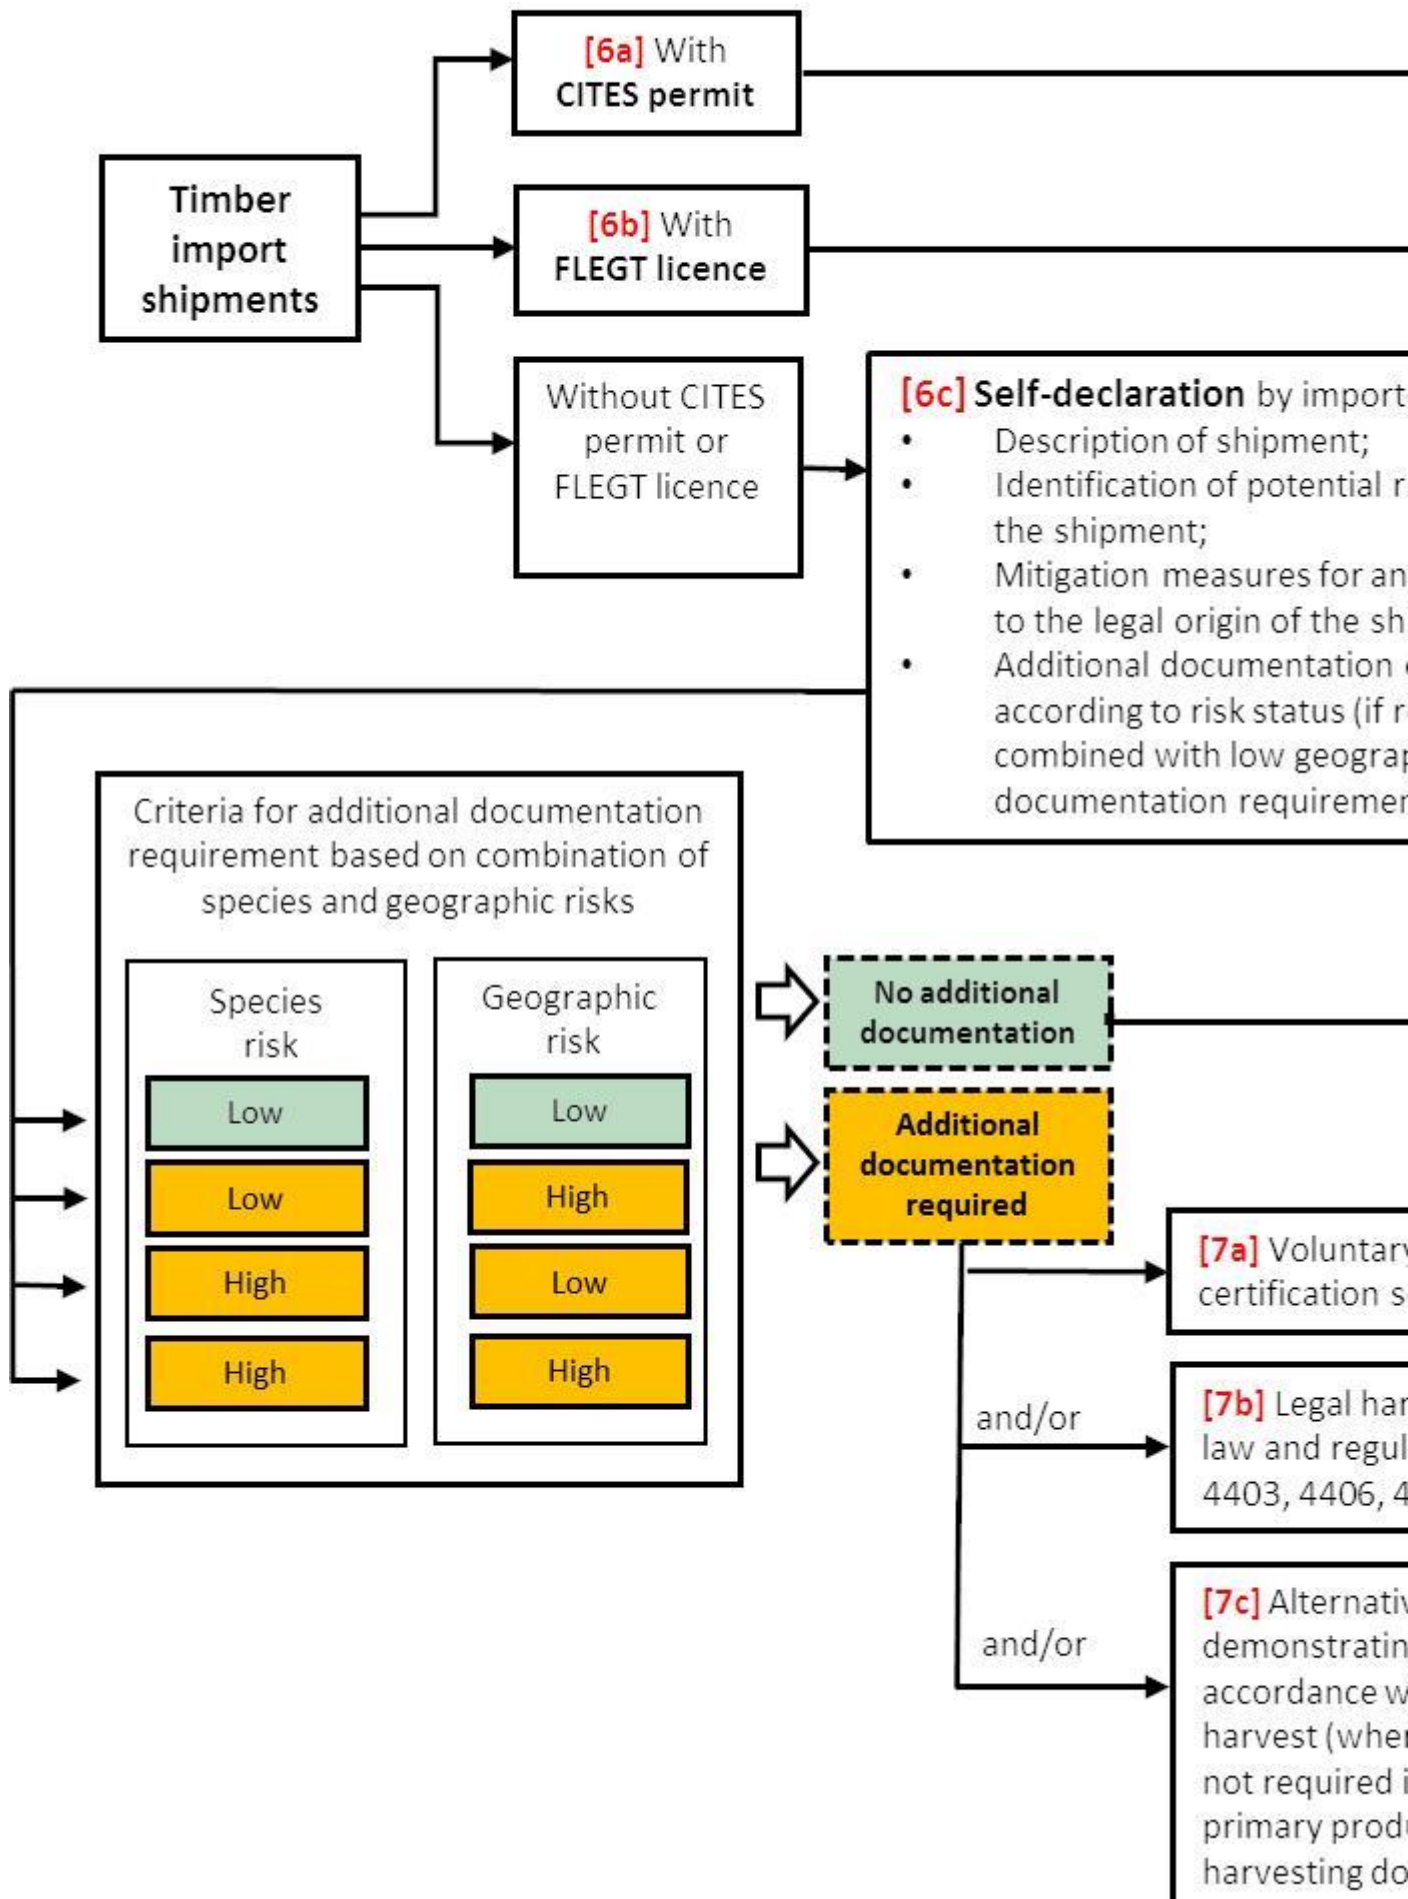 [6a] With
CITES permit
Timber
import
shipments
[6b] With
FLEGT licence
Without CITES
permit or
FLEGT licence
[6c] Self-declaration by import
• Description of shipment;
• Identification of potential r
the shipment;
• Mitigation measures for an
to the legal origin of the sh
• Additional documentation
according to risk status (if r
combined with low geograp
documentation requiremen
Criteria for additional documentation
requirement based on combination of
species and geographic risks
Species
risk
Low
Low
High
High
Geographic
risk
Low
High
Low
High
No additional
documentation
Additional
documentation
required
[7a] Voluntary
certification s
and/or
[7b] Legal har
law and regul
4403, 4406, 4
and/or
[7c] Alternativ
demonstratin
accordance w
harvest (when
not required i
primary produ
harvesting do